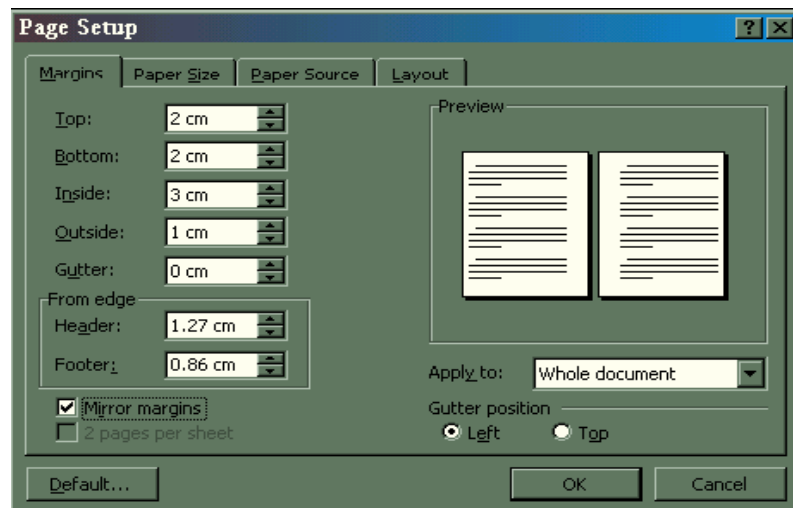 Page Setup
Margins Paper Size Paper Source Layout
Top: 2 cm
Bottom: 2 cm
Inside: 3 cm
Outside: 1 cm
Gutter: 0 cm
From edge
Header: 1.27 cm
Footer: 0.86 cm
Mirror margins
2 pages per sheet
Preview
Apply to: Whole document
Gutter position
Left Top
Default... OK Cancel